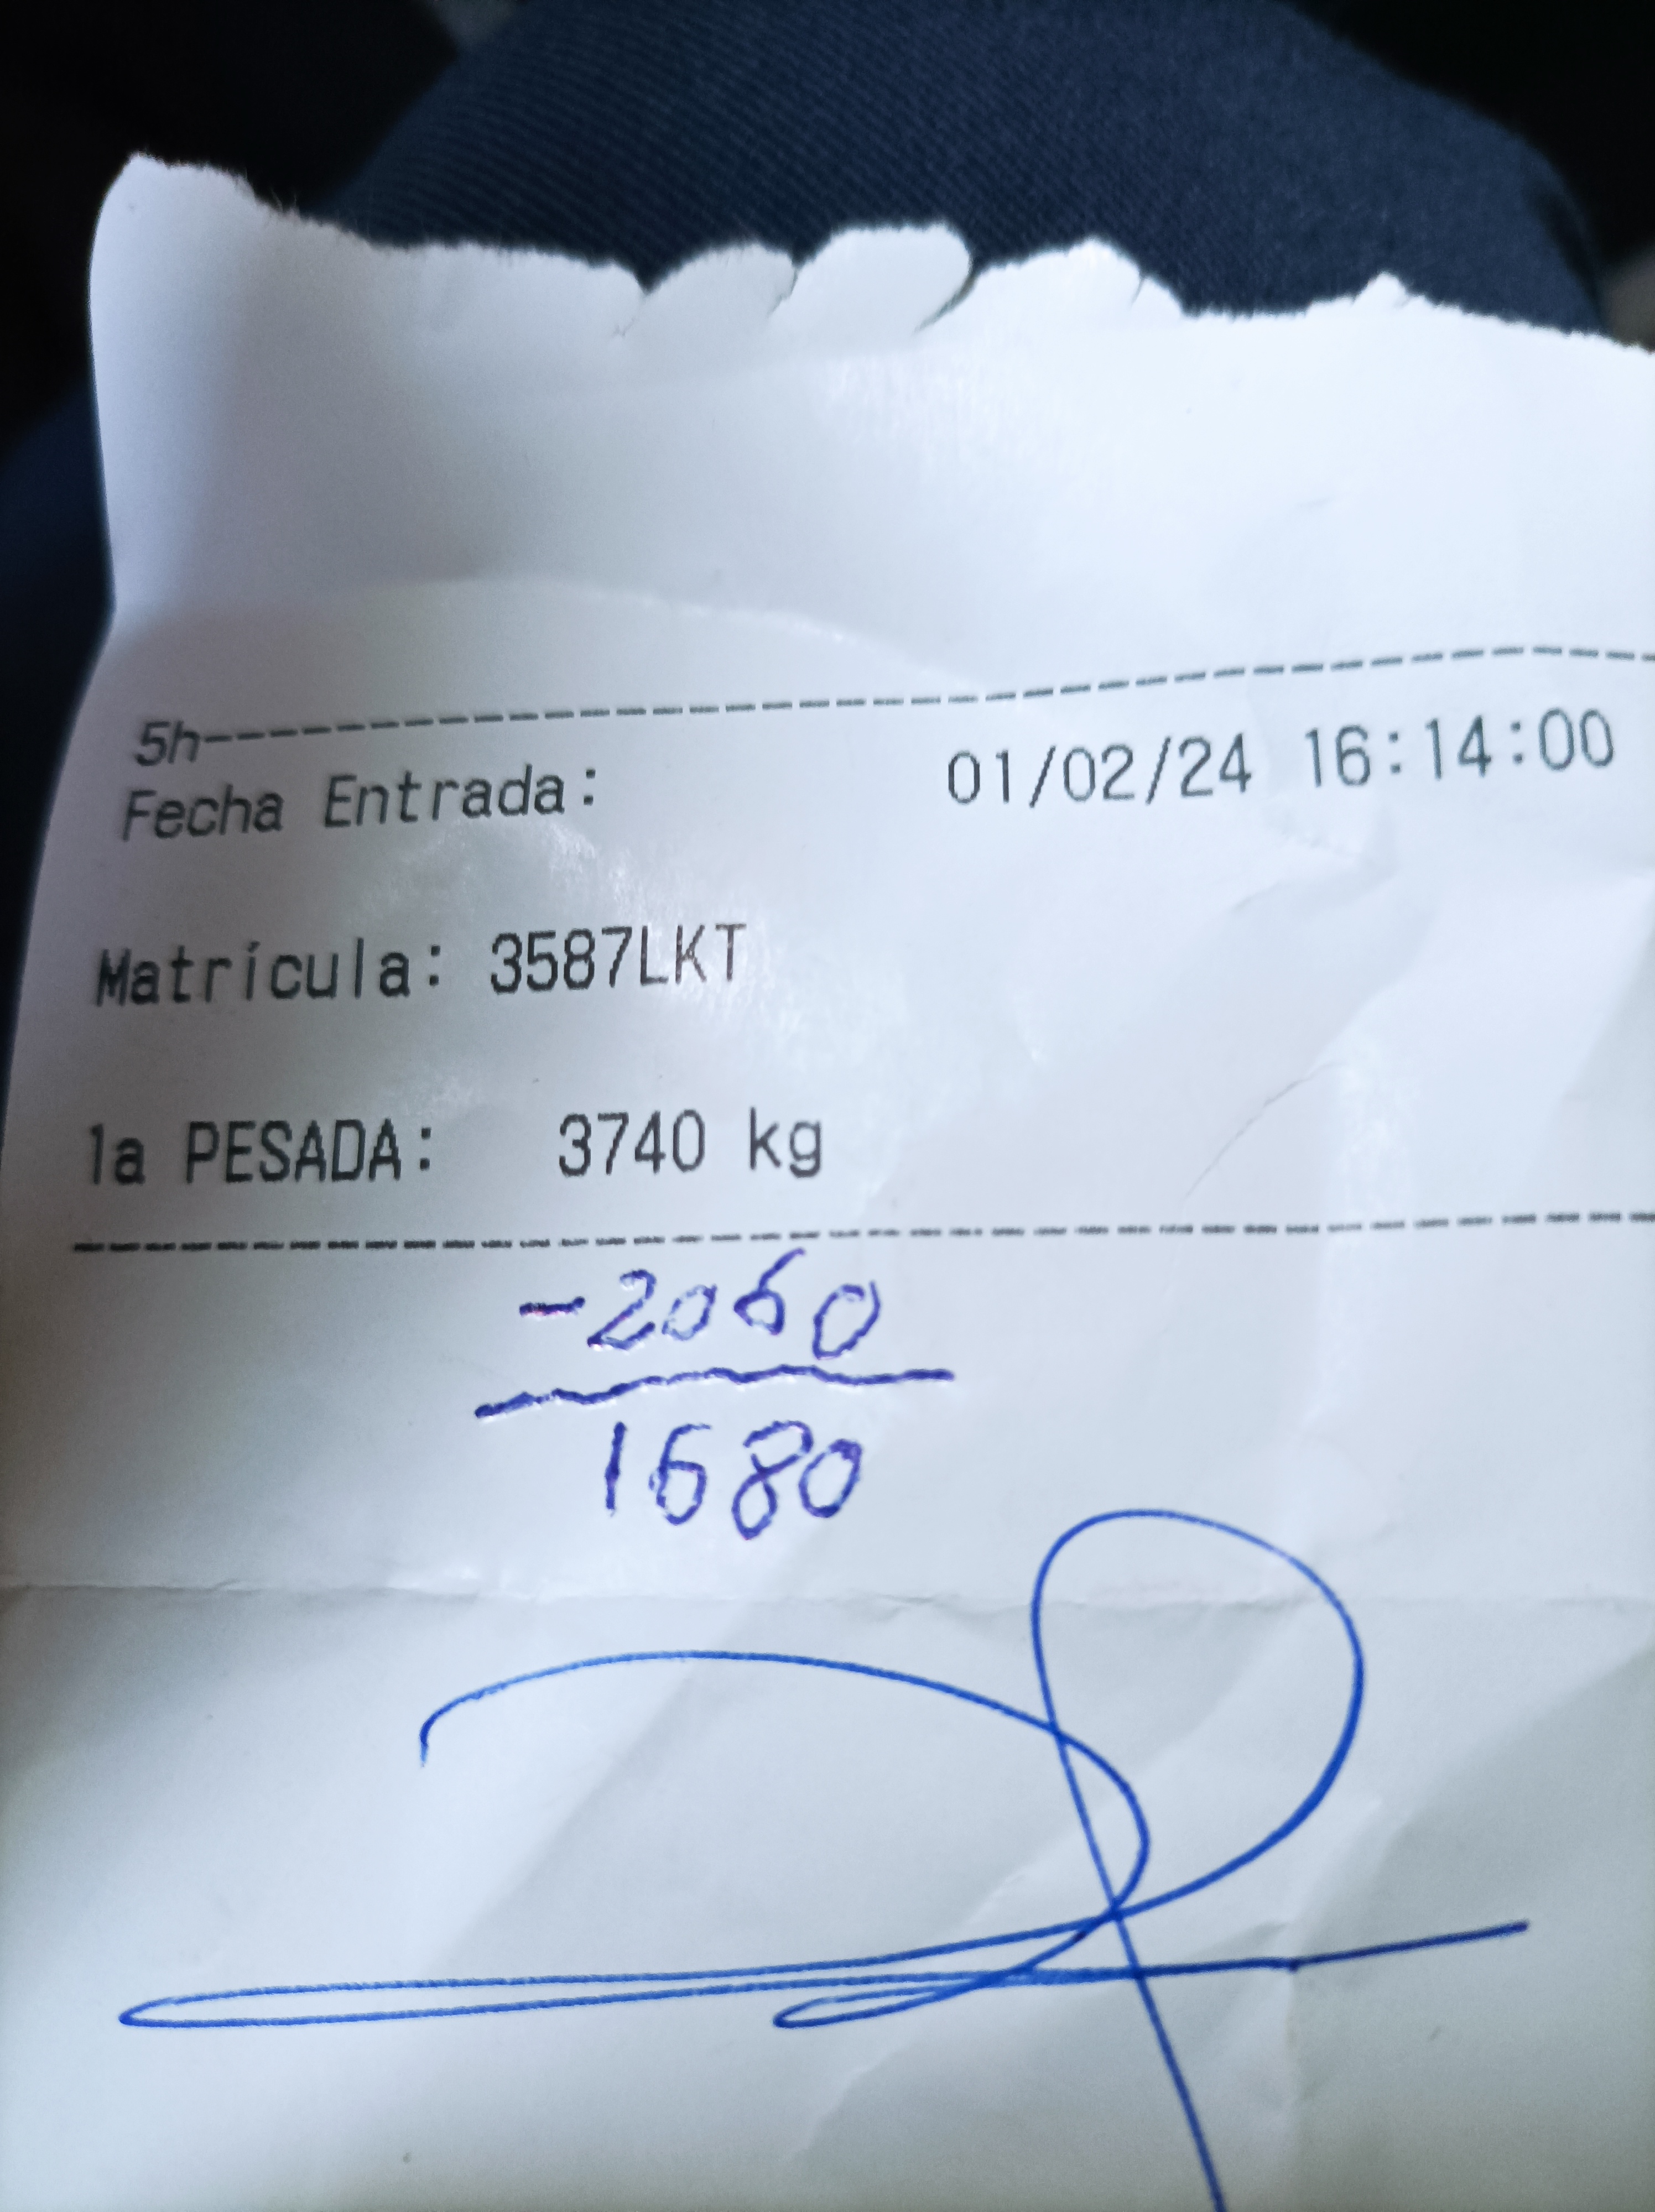 5h------------------------------------------
Fecha Entrada: 01/02/24 16:14:00
Matrícula: 3587LKT
1a PESADA: 3740 kg
-2060
1680